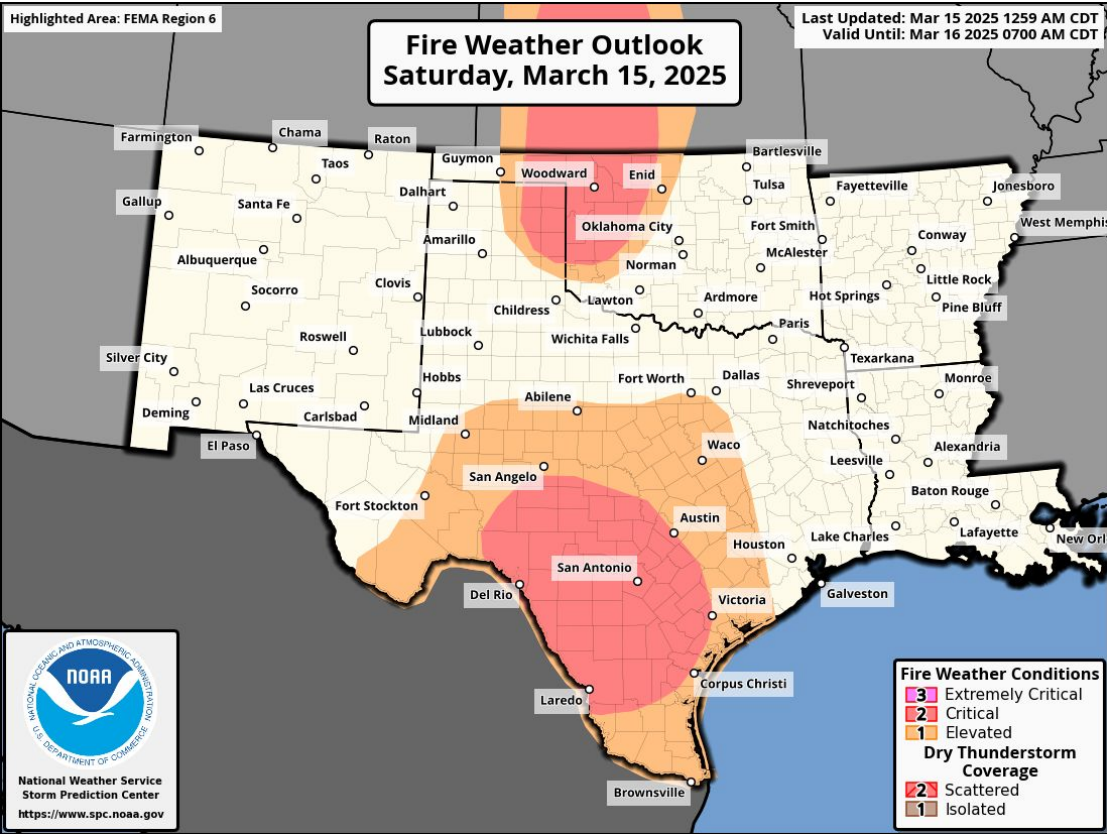 Highlighted Area: FEMA Region 6
Fire Weather Outlook
Saturday, March 15, 2025
Last Updated: Mar 15 2025 1259 AM CDT
Valid Until: Mar 16 2025 0700 AM CDT
Farmington
Chama
Raton
Taos
Guymon
Woodward
Enid
Bartlesville
Gallup
Santa Fe
Dalhart
Tulsa
Fayetteville
Jonesboro
Albuquerque
Amarillo
Oklahoma City
Fort Smith
Conway
West Memphis
Norman
McAlester
Little Rock
Socorro
Clovis
Childress
Lawton
Ardmore
Hot Springs
Pine Bluff
Roswell
Lubbock
Wichita Falls
Paris
Texarkana
Silver City
Las Cruces
Hobbs
Fort Worth
Dallas
Shreveport
Monroe
Deming
Carlsbad
Midland
Abilene
Natchitoches
El Paso
San Angelo
Waco
Leesville
Alexandria
Fort Stockton
Austin
Baton Rouge
Houston
Lake Charles
Lafayette
New Orl
San Antonio
Del Rio
Victoria
Galveston
Laredo
Corpus Christi
Brownsville
NATIONAL OCEANIC AND ATMOSPHERIC ADMINISTRATION
NOAA
U.S. DEPARTMENT OF COMMERCE
National Weather Service
Storm Prediction Center
https://www.spc.noaa.gov
Fire Weather Conditions
3 Extremely Critical
2 Critical
1 Elevated
Dry Thunderstorm
Coverage
2 Scattered
1 Isolated